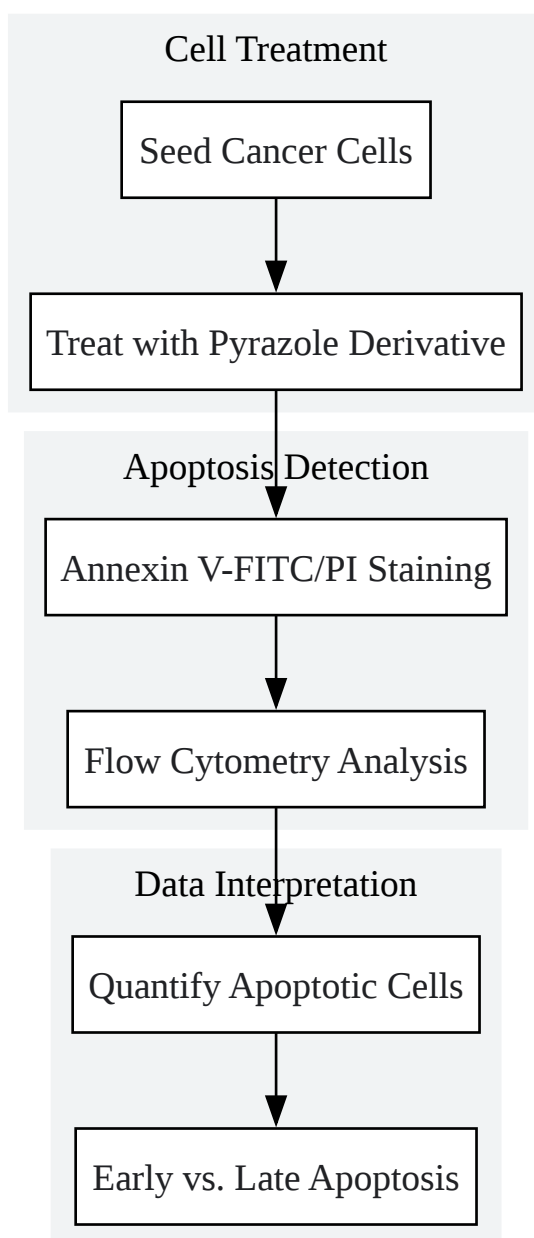 Cell Treatment
Seed Cancer Cells
Treat with Pyrazole Derivative
Apoptosis Detection
Annexin V-FITC/PI Staining
Flow Cytometry Analysis
Data Interpretation
Quantify Apoptotic Cells
Early vs. Late Apoptosis